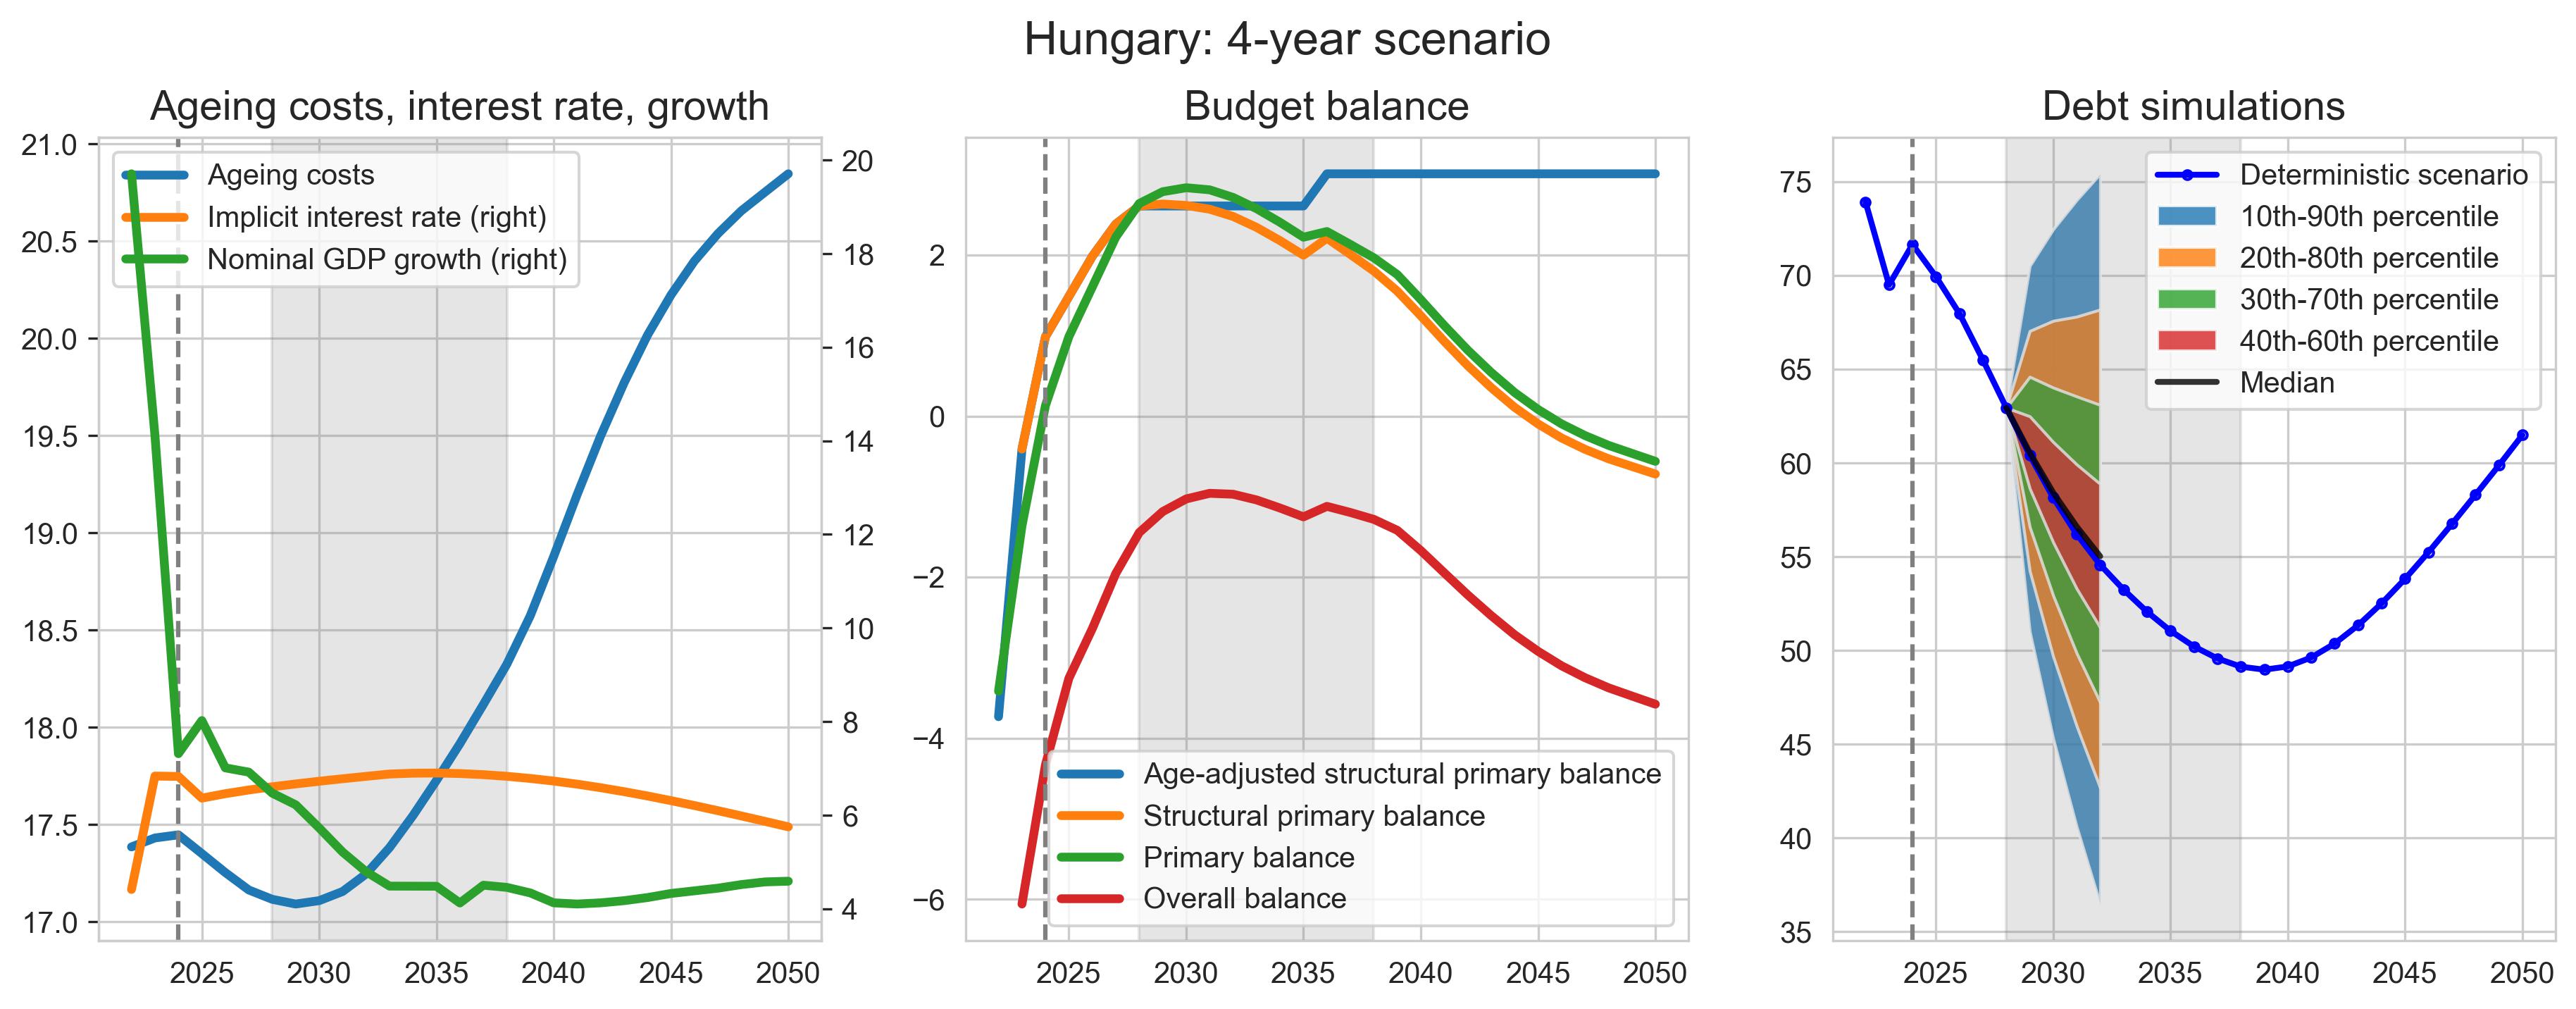 Hungary: 4-year scenario
Ageing costs, interest rate, growth
21.0
20.5
20.0
19.5
19.0
18.5
18.0
17.5
17.0
Ageing costs
Implicit interest rate (right)
Nominal GDP growth (right)
20
18
16
14
12
10
8
6
4
2025 2030 2035 2040 2045 2050
Budget balance
2
0
−2
−4
−6
Age-adjusted structural primary balance
Structural primary balance
Primary balance
Overall balance
2025 2030 2035 2040 2045 2050
Debt simulations
75
70
65
60
55
50
45
40
35
Deterministic scenario
10th-90th percentile
20th-80th percentile
30th-70th percentile
40th-60th percentile
Median
2025 2030 2035 2040 2045 2050